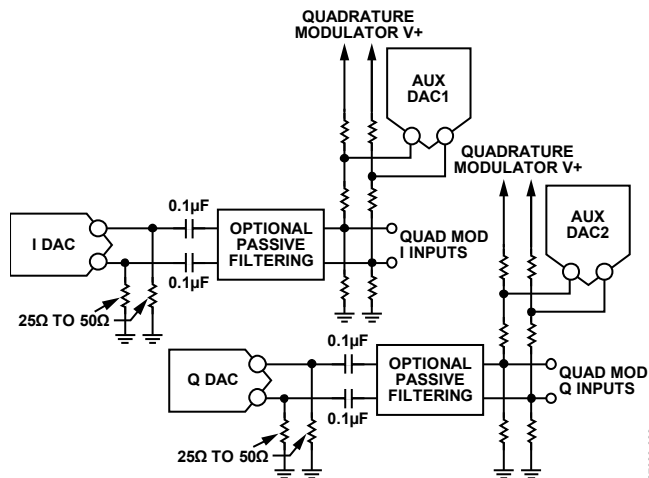 QUADRATURE
MODULATOR V+
AUX
DAC1
QUADRATURE
MODULATOR V+
AUX
DAC2
0.1µF
I DAC
OPTIONAL
PASSIVE
FILTERING
QUAD MOD
I INPUTS
0.1µF
25Ω TO 50Ω
0.1µF
Q DAC
OPTIONAL
PASSIVE
FILTERING
QUAD MOD
Q INPUTS
0.1µF
25Ω TO 50Ω